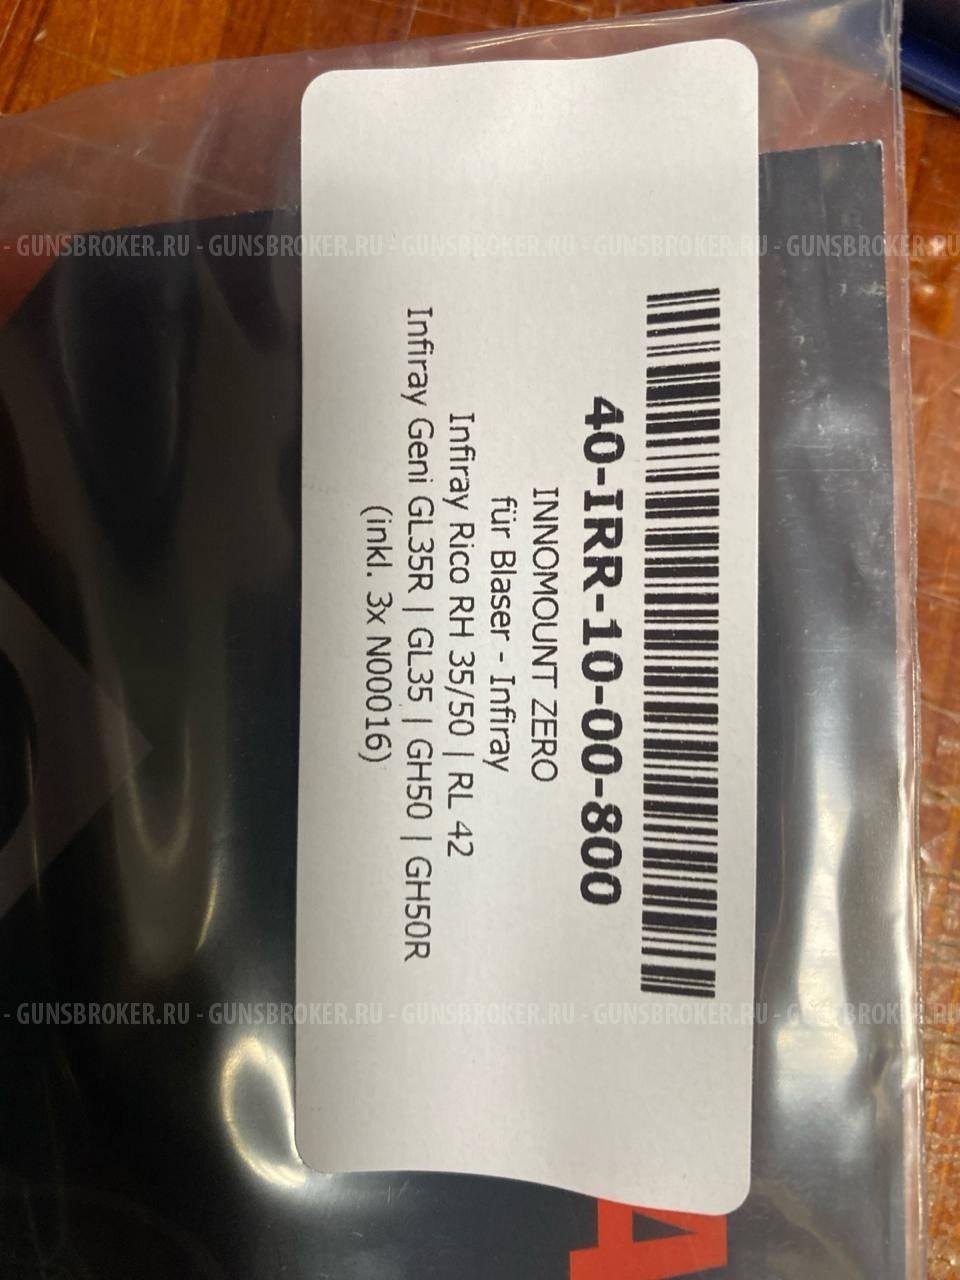 - GUNSBROKER.RU - GUNSBROKER.RU - GUNSBROKER.RU - GUNSBROKER.RU - GUNSBROKER.RU
40-IRR-10-00-800
INNOMOUNT ZERO
für Blaser - Infiray
Infiray Rico RH 35/50 | RL 42
Infiray Geni GL35R | GL35 | GH50 | GH50R
(inkl. 3x N00016)
- GUNSBROKER.RU - GUNSBROKER.RU - GUNSBROKER.RU - GUNSBROKER.RU - GUNSBROKER.RU
A